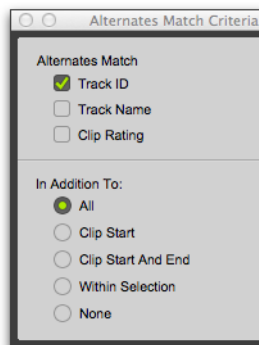 Alternates Match Criteria
Alternates Match
Track ID
Track Name
Clip Rating
In Addition To:
All
Clip Start
Clip Start And End
Within Selection
None